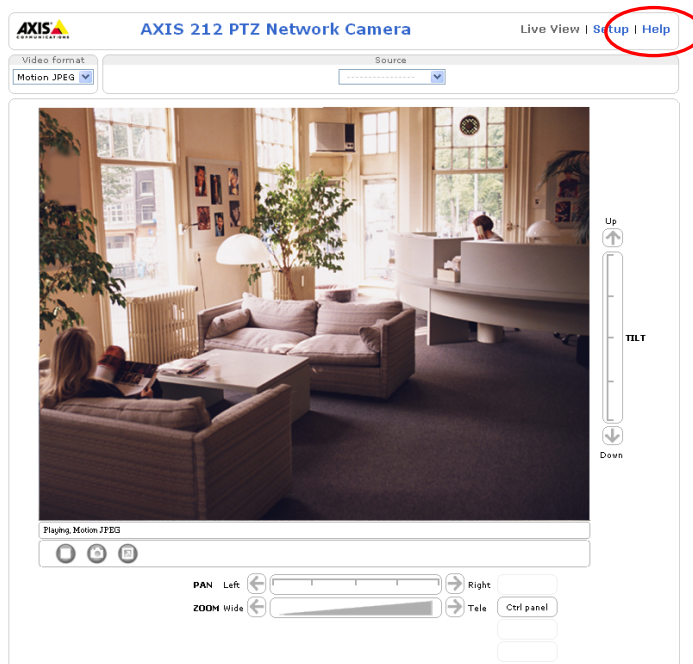 AXIS
COMMUNICATIONS
AXIS 212 PTZ Network Camera
Live View | Setup | Help
Video format
Source
Motion JPEG
----------------
Up
TILT
Down
Playing, Motion JPEG
PAN Left Right
ZOOM Wide Tele Ctrl panel